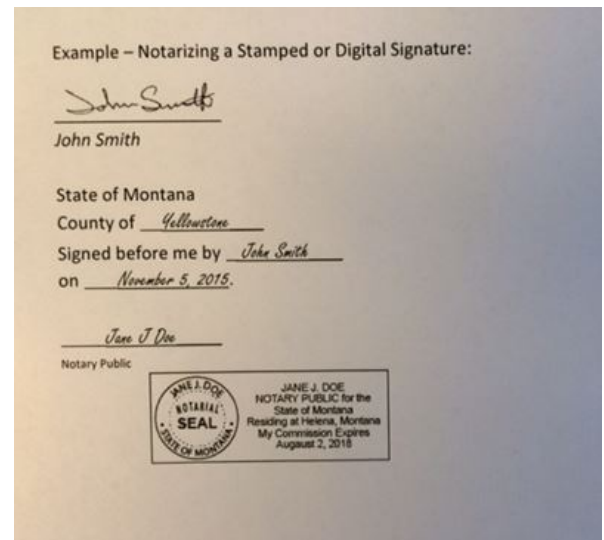 Example – Notarizing a Stamped or Digital Signature:
John Smith
John Smith
State of Montana
County of Yellowstone
Signed before me by John Smith
on November 5, 2015.
Jane J Doe
Notary Public
JANE J. DOE
NOTARIAL
SEAL
STATE OF MONTANA
JANE J. DOE
NOTARY PUBLIC for the
State of Montana
Residing at Helena, Montana
My Commission Expires
Augaust 2, 2018